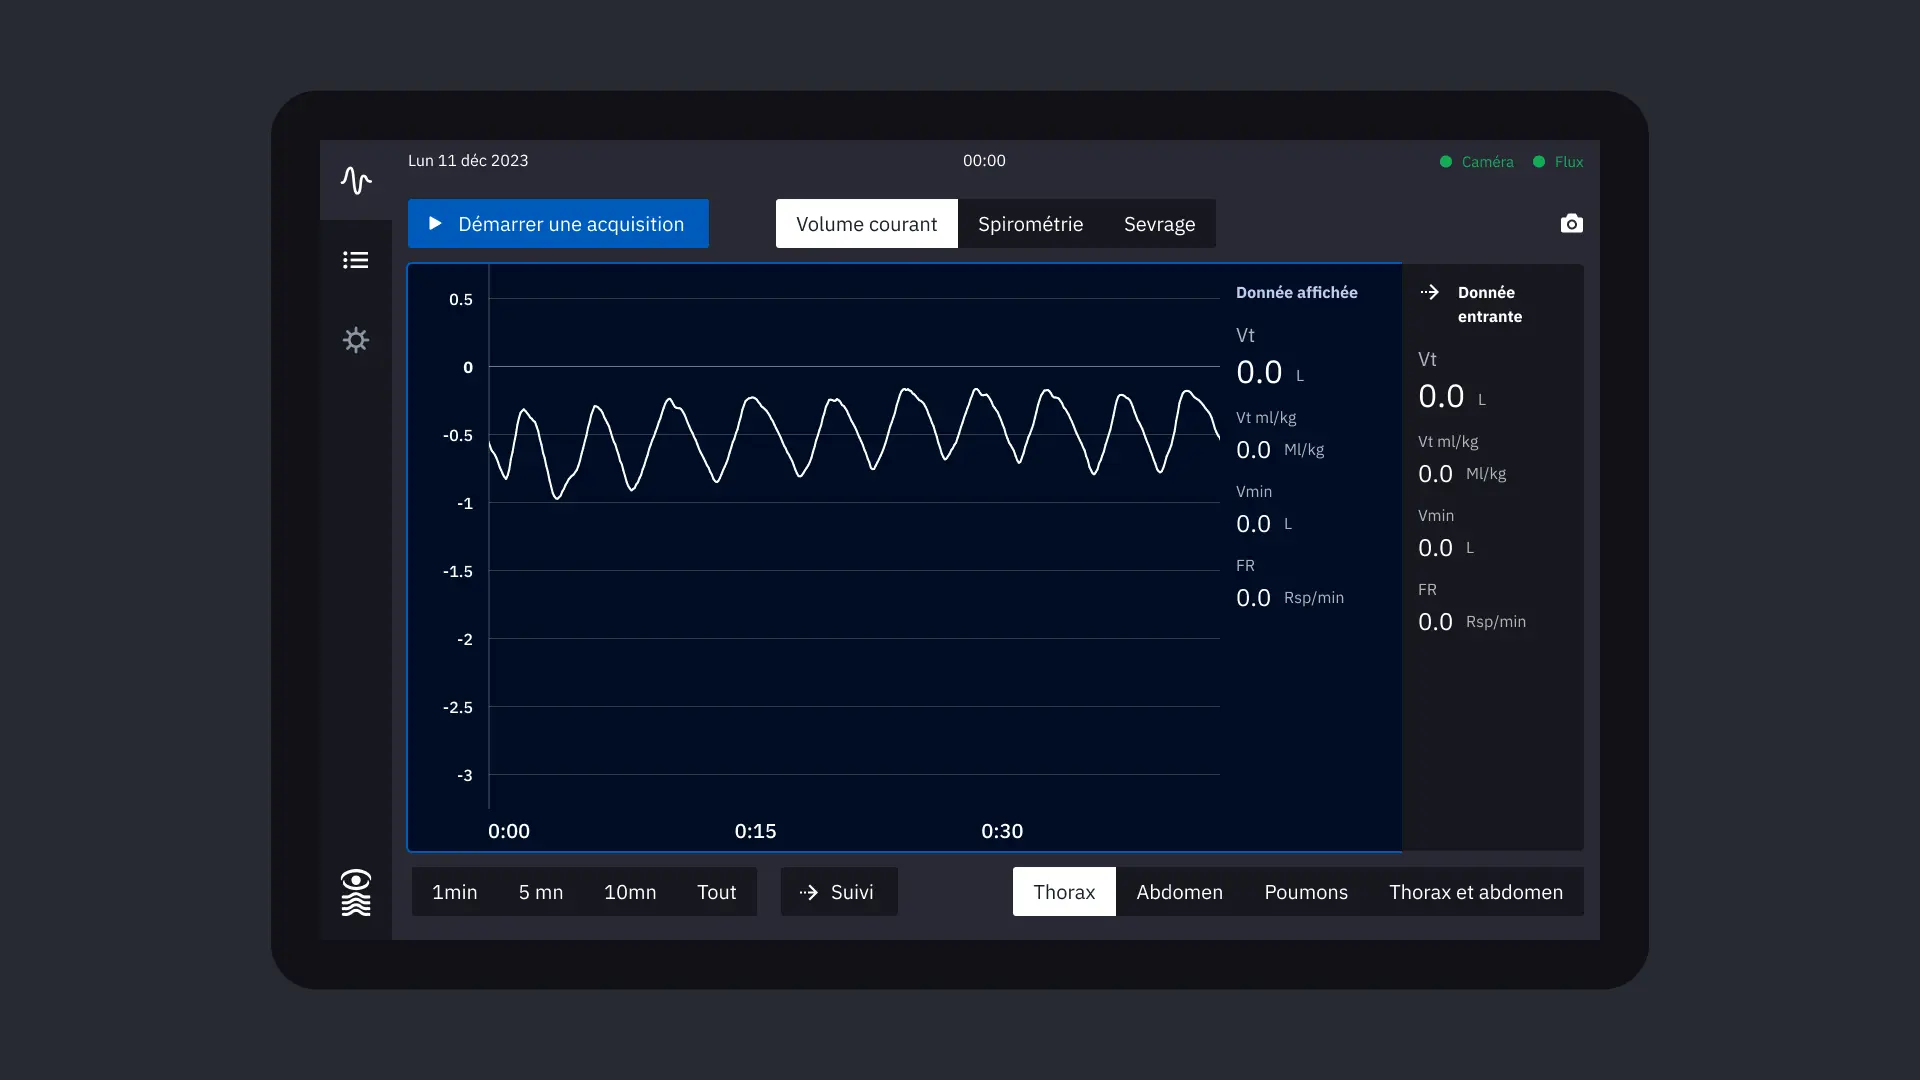 Lun 11 déc 2023
00:00
Caméra
Flux
Démarrer une acquisition
Volume courant
Spirométrie
Sevrage
0.5
0
-0.5
-1
-1.5
-2
-2.5
-3
0:00
0:15
0:30
Donnée affichée
Vt
0.0 L
Vt ml/kg
0.0 Ml/kg
Vmin
0.0 L
FR
0.0 Rsp/min
Donnée
entrante
Vt
0.0 L
Vt ml/kg
0.0 Ml/kg
Vmin
0.0 L
FR
0.0 Rsp/min
1min
5 mn
10mn
Tout
Suivi
Thorax
Abdomen
Poumons
Thorax et abdomen